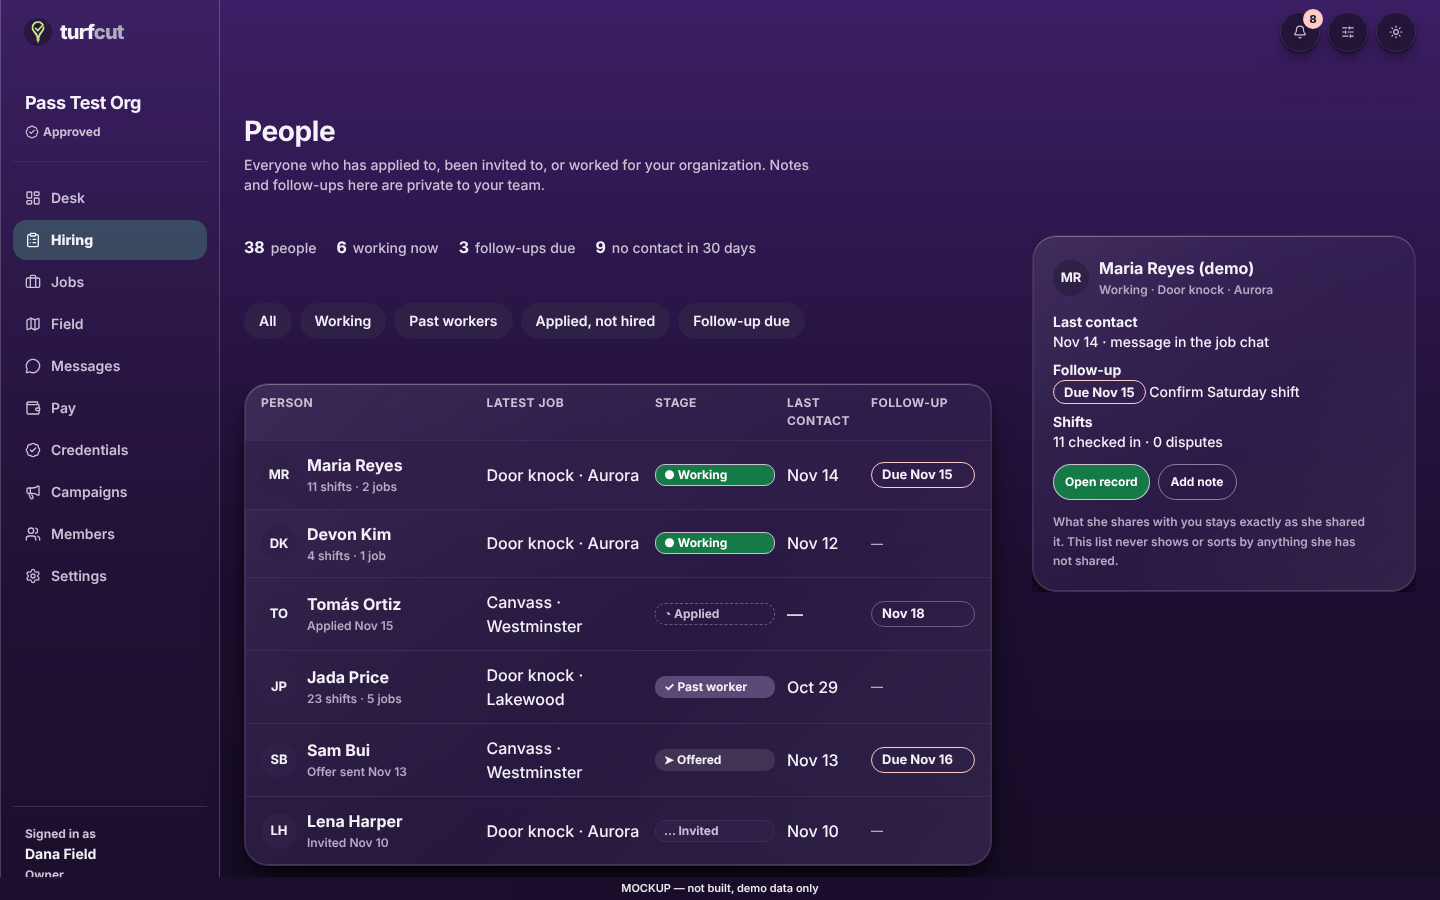 turfcut
8
Pass Test Org
Approved
Desk
Hiring
Jobs
Field
Messages
Pay
Credentials
Campaigns
Members
Settings
Signed in as
Dana Field
Owner
People
Everyone who has applied to, been invited to, or worked for your organization. Notes
and follow-ups here are private to your team.
38 people 6 working now 3 follow-ups due 9 no contact in 30 days
All Working Past workers Applied, not hired Follow-up due
PERSON LATEST JOB STAGE LAST CONTACT FOLLOW-UP
MR Maria Reyes Door knock · Aurora Working Nov 14 Due Nov 15
11 shifts · 2 jobs
DK Devon Kim Door knock · Aurora Working Nov 12 —
4 shifts · 1 job
TO Tomás Ortiz Canvass · Westminster Applied — Nov 18
Applied Nov 15
JP Jada Price Door knock · Lakewood ✓ Past worker Oct 29 —
23 shifts · 5 jobs
SB Sam Bui Canvass · Westminster ➤ Offered Nov 13 Due Nov 16
Offer sent Nov 13
LH Lena Harper Door knock · Aurora … Invited Nov 10 —
Invited Nov 10
MR Maria Reyes (demo)
Working · Door knock · Aurora
Last contact
Nov 14 · message in the job chat
Follow-up
Due Nov 15 Confirm Saturday shift
Shifts
11 checked in · 0 disputes
Open record Add note
What she shares with you stays exactly as she shared
it. This list never shows or sorts by anything she has
not shared.
MOCKUP — not built, demo data only